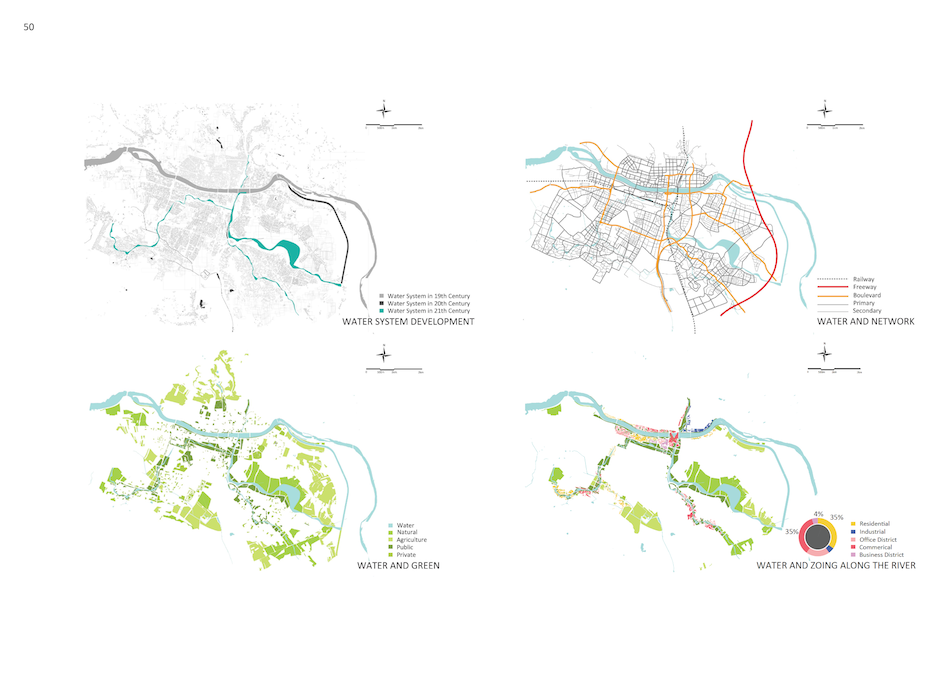 50
N
N
Water System in 19th Century
Water System in 20th Century
Water System in 21th Century
WATER SYSTEM DEVELOPMENT
Railway
Freeway
Boulevard
Primary
Secondary
WATER AND NETWORK
N
N
Water
Natural
Agriculture
Public
Private
WATER AND GREEN
4%
35%
35%
Residential
Industrial
Office District
Commerical
Business District
WATER AND ZOING ALONG THE RIVER